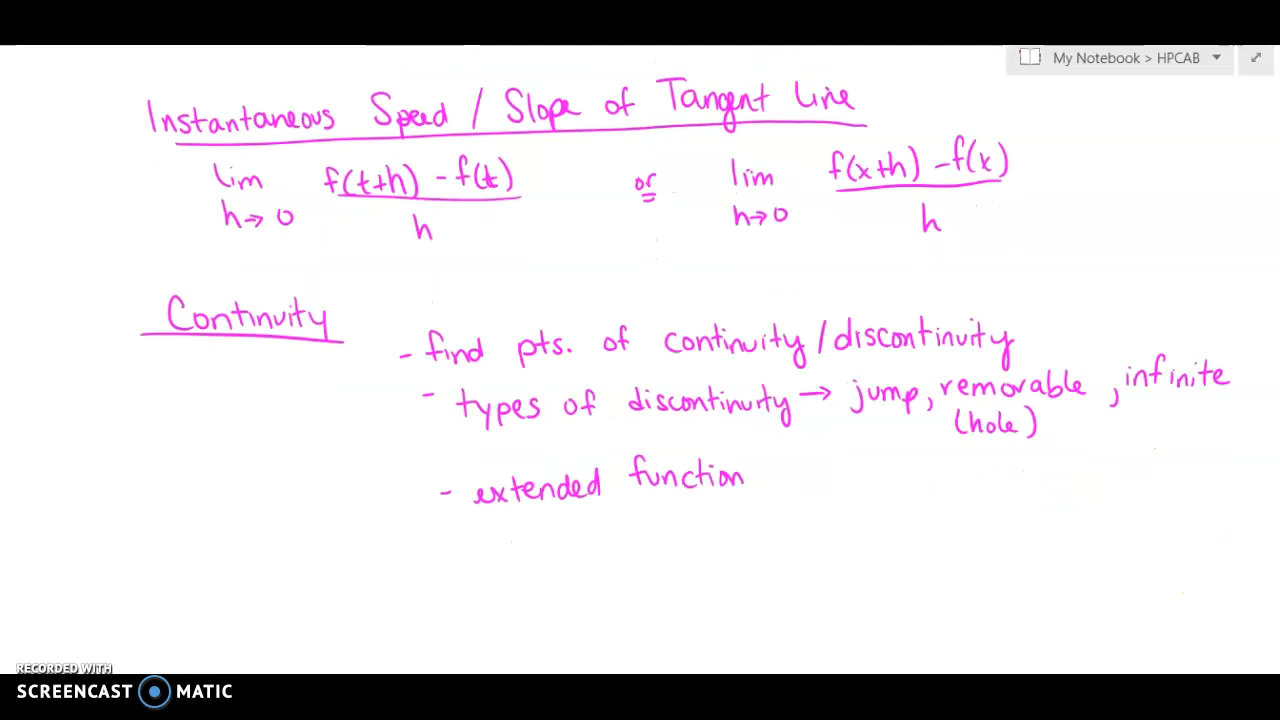 My Notebook > HPCAB
Instantaneous Speed / Slope of Tangent Line
lim h→0 f(t+h) - f(t) / h or lim h→0 f(x+h) - f(x) / h
Continuity
- find pts. of continuity / discontinuity
- types of discontinuity → jump, removable, infinite
(hole)
- extended function
RECORDED WITH
SCREENCAST MATIC